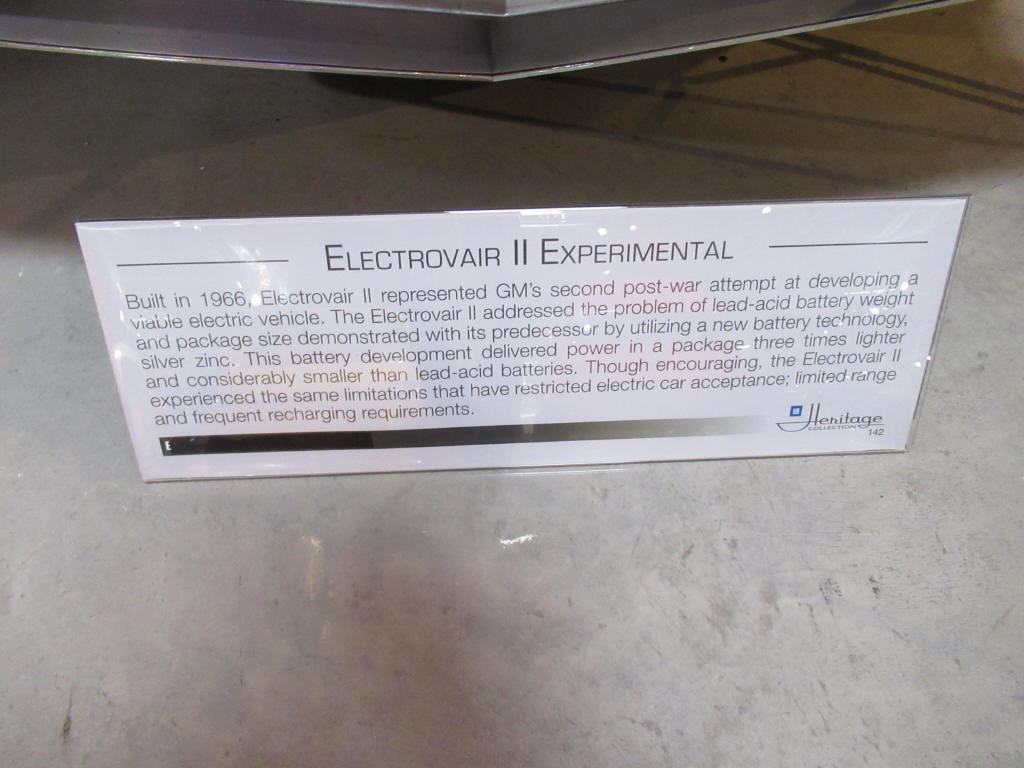 ELECTROVAIR II EXPERIMENTAL
Built in 1966, Electrovair II represented GM's second post-war attempt at developing a
viable electric vehicle. The Electrovair II addressed the problem of lead-acid battery weight
and package size demonstrated with its predecessor by utilizing a new battery technology,
silver zinc. This battery development delivered power in a package three times lighter
and considerably smaller than lead-acid batteries. Though encouraging, the Electrovair II
experienced the same limitations that have restricted electric car acceptance; limited range
and frequent recharging requirements.
E
Heritage
COLLECTION
142